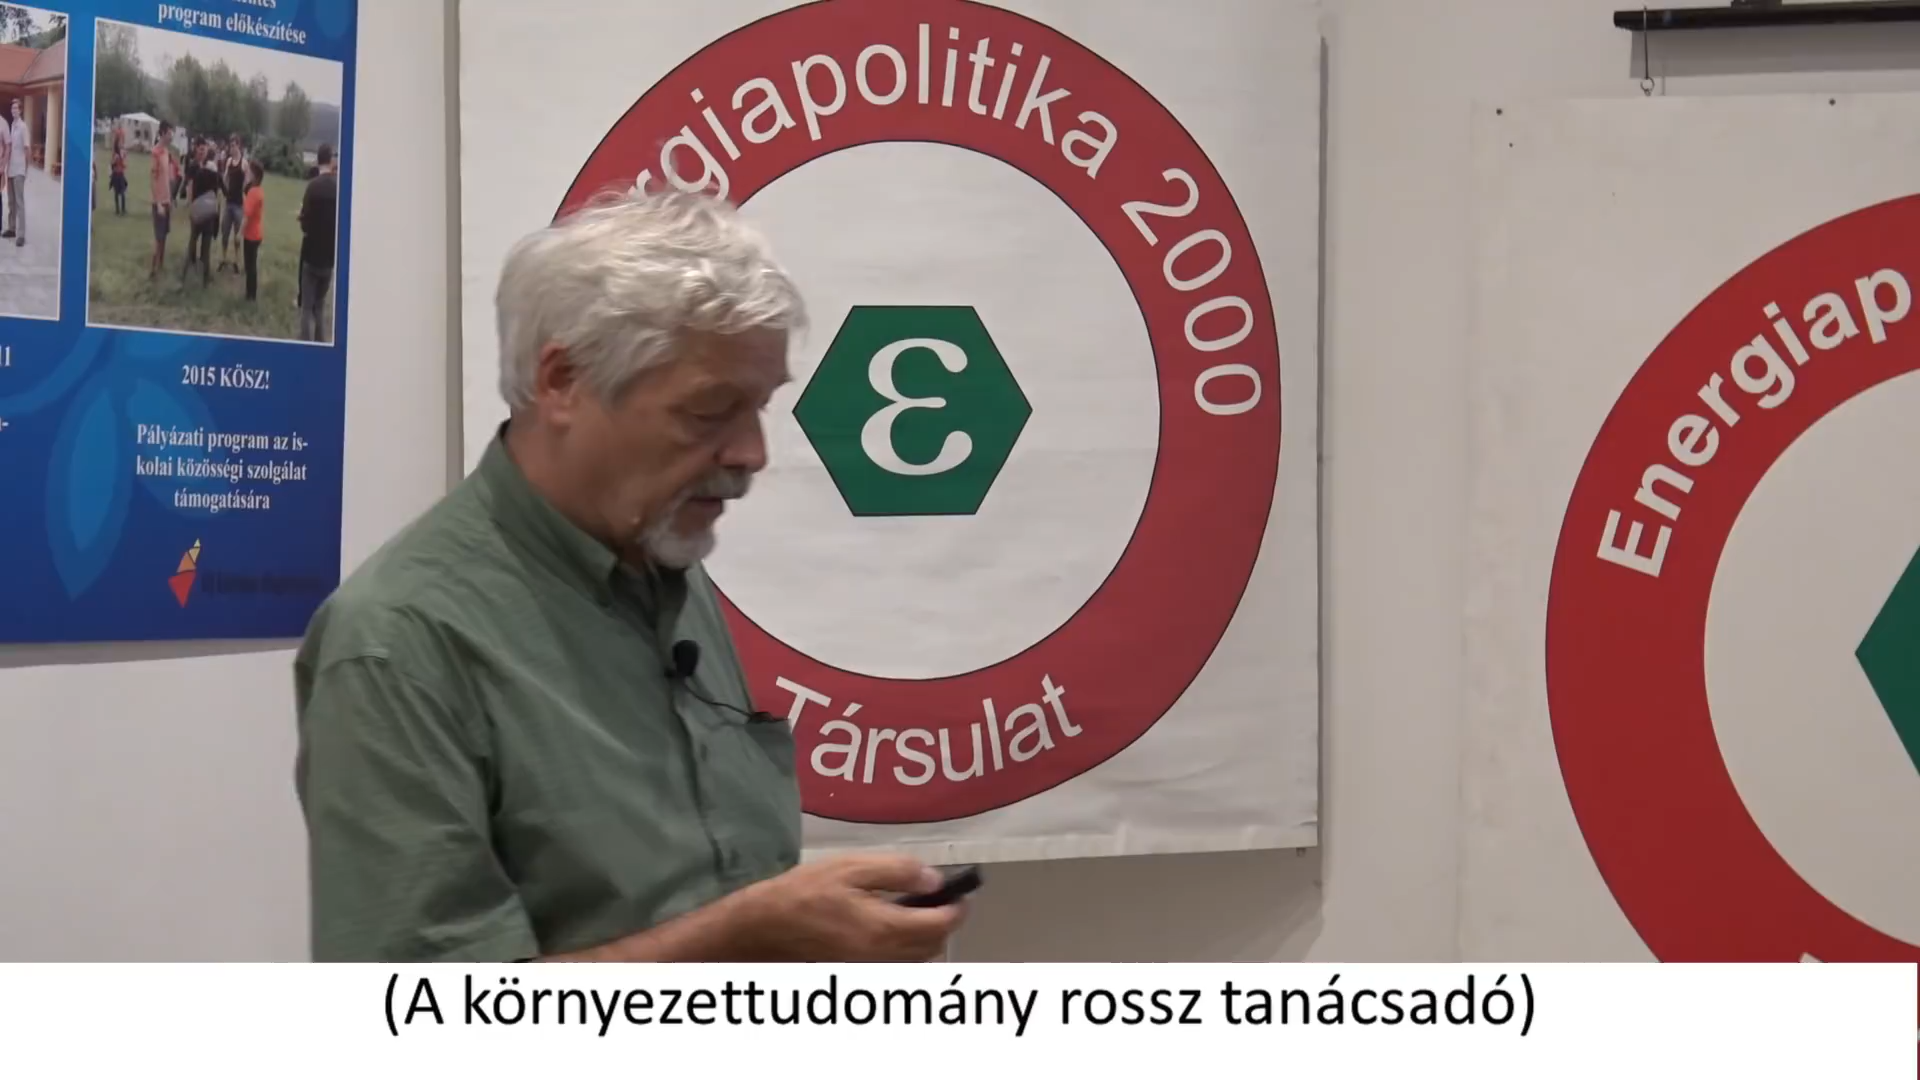 program előkészítése
2015 KÖSZ!
Pályázati program az is-
kolai közösségi szolgálat
támogatására
rgiapolitika 2000
ε
Társulat
Energiap
(A környezettudomány rossz tanácsadó)